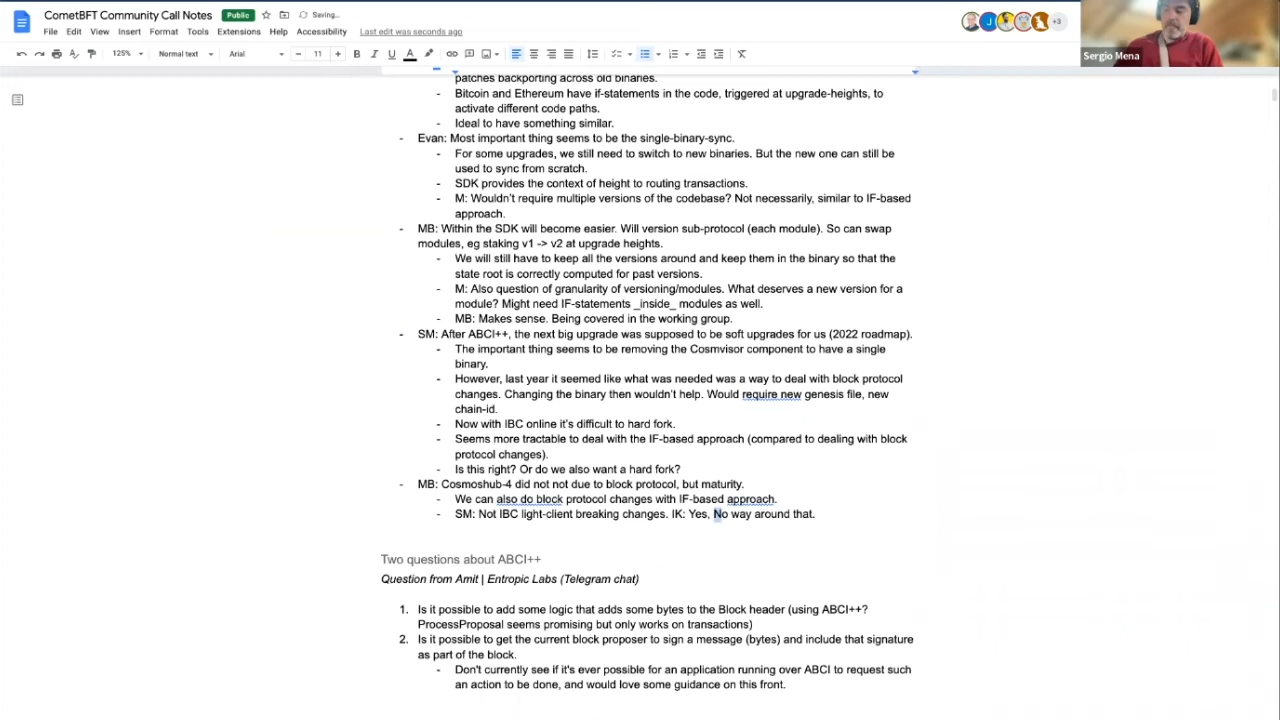 CometBFT Community Call Notes Public Saving...
File Edit View Insert Format Tools Extensions Help Accessibility Last edit was seconds ago
J +3
Sergio Mena
125% Normal text Arial 11
patches backporting across old binaries.
- Bitcoin and Ethereum have if-statements in the code, triggered at upgrade-heights, to
activate different code paths.
- Ideal to have something similar.
- Evan: Most important thing seems to be the single-binary-sync.
- For some upgrades, we still need to switch to new binaries. But the new one can still be
used to sync from scratch.
- SDK provides the context of height to routing transactions.
- M: Wouldn't require multiple versions of the codebase? Not necessarily, similar to IF-based
approach.
- MB: Within the SDK will become easier. Will version sub-protocol (each module). So can swap
modules, eg staking v1 -> v2 at upgrade heights.
- We will still have to keep all the versions around and keep them in the binary so that the
state root is correctly computed for past versions.
- M: Also question of granularity of versioning/modules. What deserves a new version for a
module? Might need IF-statements _inside_ modules as well.
- MB: Makes sense. Being covered in the working group.
- SM: After ABCI++, the next big upgrade was supposed to be soft upgrades for us (2022 roadmap).
- The important thing seems to be removing the Cosmvisor component to have a single
binary.
- However, last year it seemed like what was needed was a way to deal with block protocol
changes. Changing the binary then wouldn't help. Would require new genesis file, new
chain-id.
- Now with IBC online it's difficult to hard fork.
- Seems more tractable to deal with the IF-based approach (compared to dealing with block
protocol changes).
- Is this right? Or do we also want a hard fork?
- MB: Cosmoshub-4 did not not due to block protocol, but maturity.
- We can also do block protocol changes with IF-based approach.
- SM: Not IBC light-client breaking changes. IK: Yes, No way around that.
Two questions about ABCI++
Question from Amit | Entropic Labs (Telegram chat)
1. Is it possible to add some logic that adds some bytes to the Block header (using ABCI++?
ProcessProposal seems promising but only works on transactions)
2. Is it possible to get the current block proposer to sign a message (bytes) and include that signature
as part of the block.
- Don't currently see if it's ever possible for an application running over ABCI to request such
an action to be done, and would love some guidance on this front.